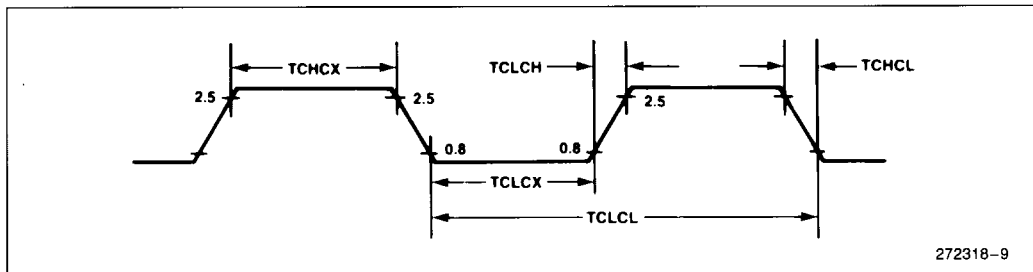 TCHCX
TCLCH
TCHCL
2.5
2.5
2.5
0.8
0.8
TCLCX
TCLCL
272318–9